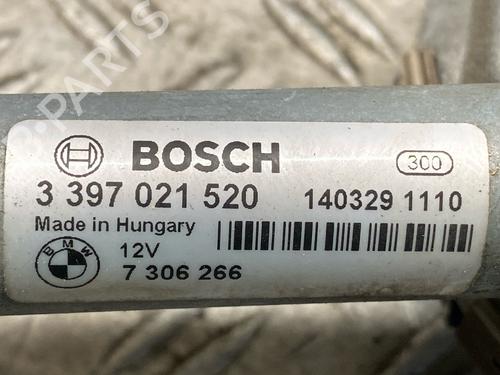 BOSCH
300
3 397 021 520
140329 1110
Made in Hungary
12V
BMW
7 306 266
PARTS